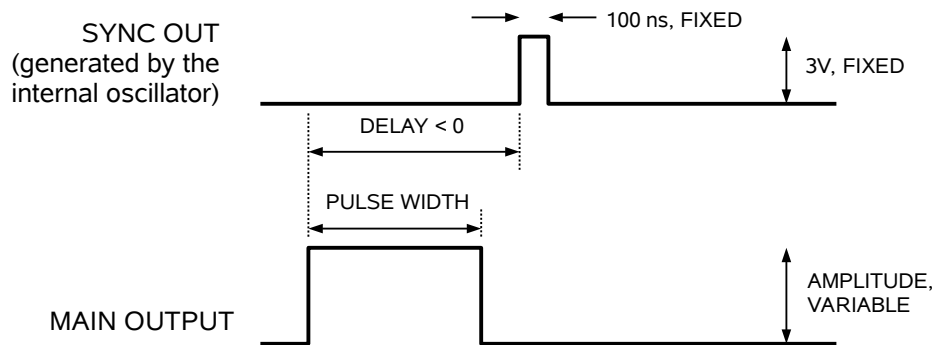 100 ns, FIXED
SYNC OUT
(generated by the
internal oscillator)
3V, FIXED
DELAY < 0
PULSE WIDTH
AMPLITUDE,
VARIABLE
MAIN OUTPUT